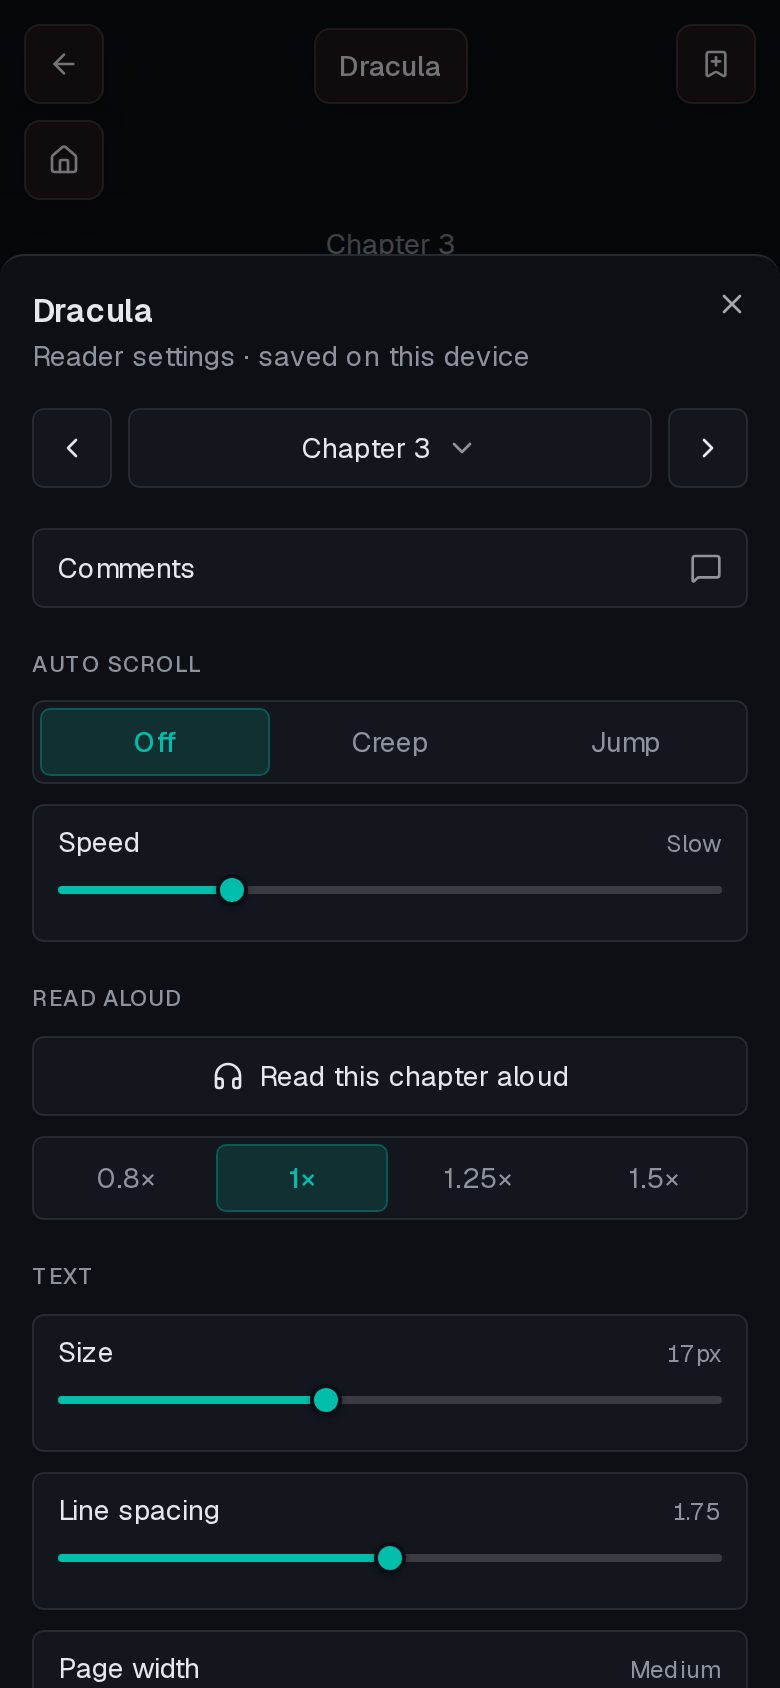 Dracula
Chapter 3
Dracula
Reader settings · saved on this device
Chapter 3
Comments
AUTO SCROLL
Off Creep Jump
Speed Slow
READ ALOUD
Read this chapter aloud
0.8× 1× 1.25× 1.5×
TEXT
Size 17px
Line spacing 1.75
Page width Medium